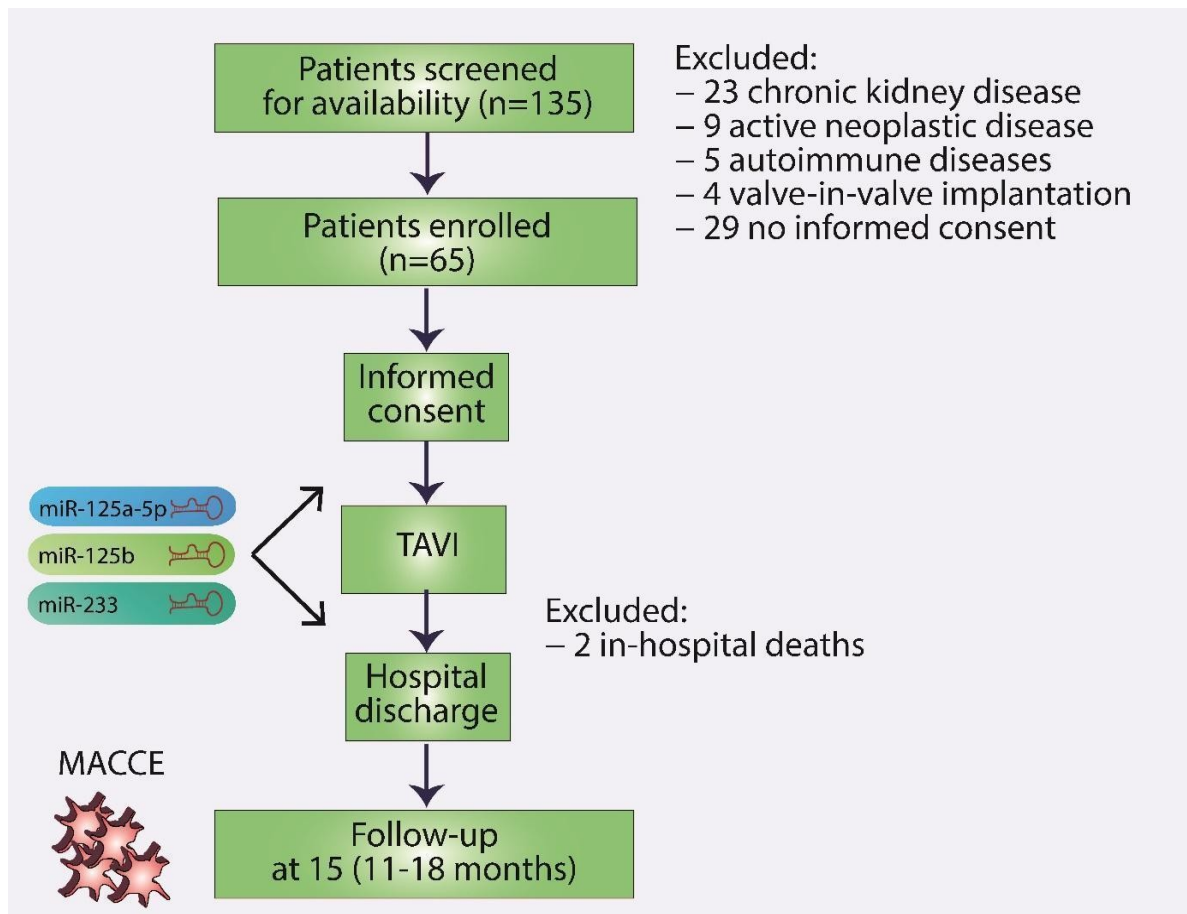 Patients screened
for availability (n=135)
Excluded:
– 23 chronic kidney disease
– 9 active neoplastic disease
– 5 autoimmune diseases
– 4 valve-in-valve implantation
– 29 no informed consent
Patients enrolled
(n=65)
Informed
consent
miR-125a-5p
miR-125b
miR-233
TAVI
Excluded:
– 2 in-hospital deaths
Hospital
discharge
MACCE
Follow-up
at 15 (11-18 months)